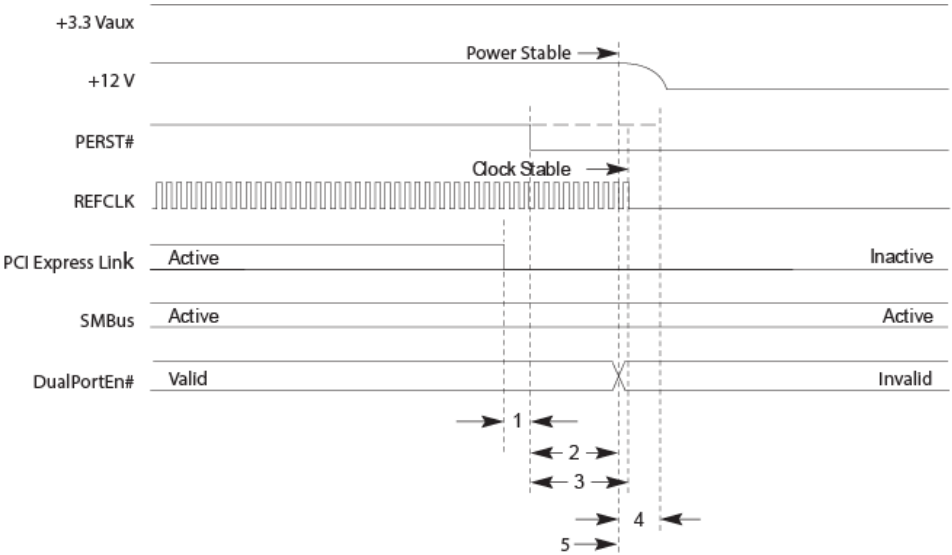 +3.3 Vaux
Power Stable
+12 V
PERST#
Clock Stable
REFCLK
PCI Express Link
Active
Inactive
SMBus
Active
Active
DualPortEn#
Valid
Invalid
1
2
3
4
5